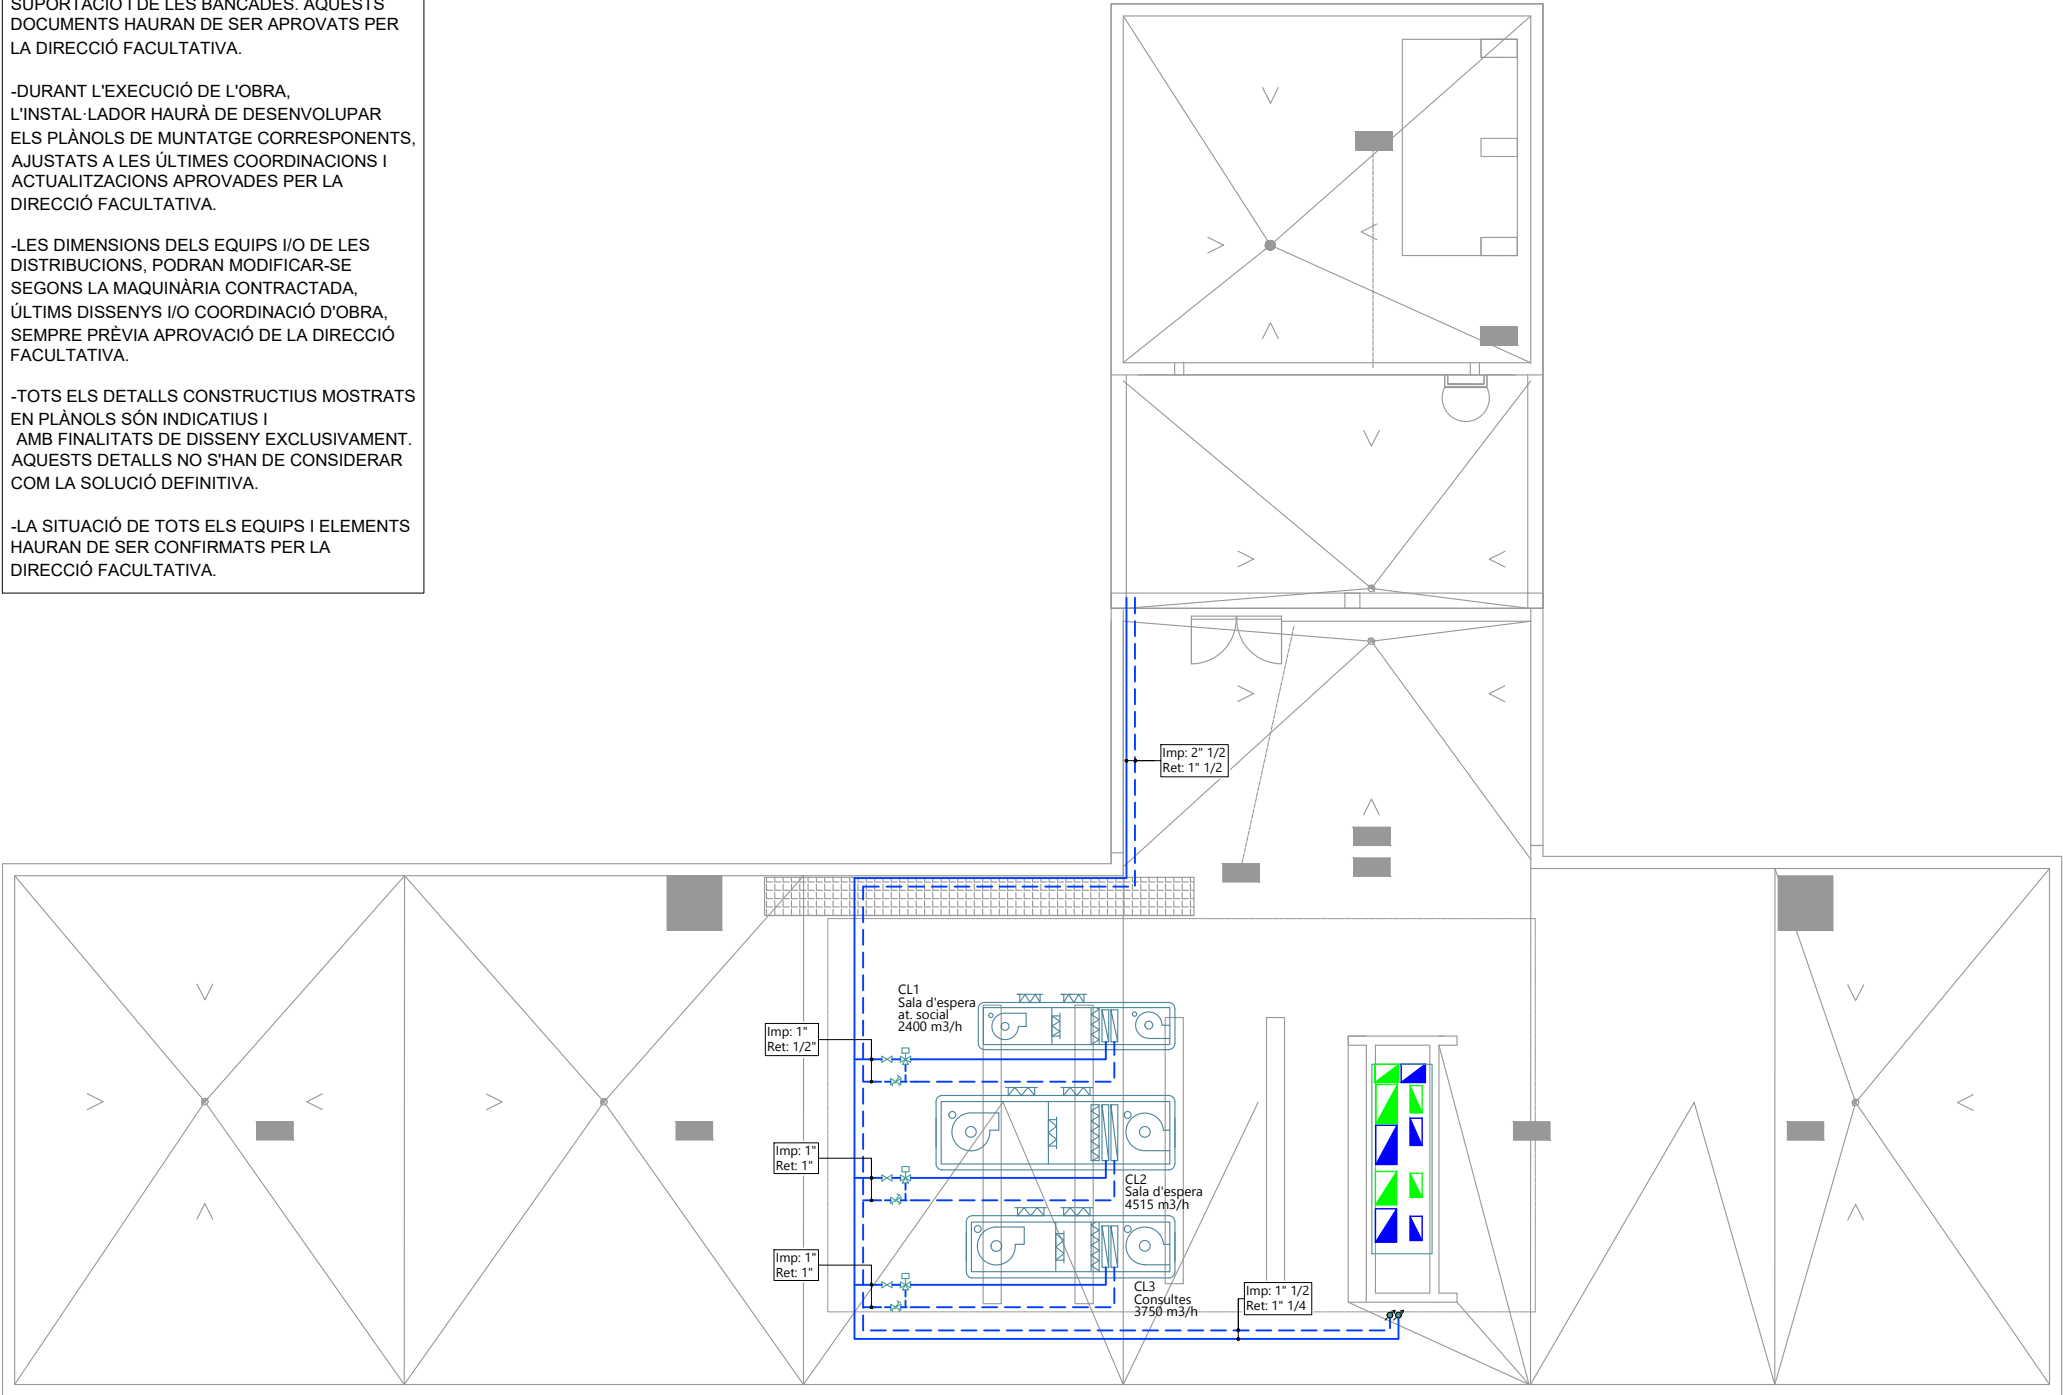 SUPORTACIÓ I DE LES BANCADES. AQUESTS
DOCUMENTS HAURAN DE SER APROVATS PER
LA DIRECCIÓ FACULTATIVA.
-DURANT L'EXECUCIÓ DE L'OBRA,
L'INSTAL·LADOR HAURÀ DE DESENVOLUPAR
ELS PLÀNOLS DE MUNTATGE CORRESPONENTS,
AJUSTATS A LES ÚLTIMES COORDINACIONS I
ACTUALITZACIONS APROVADES PER LA
DIRECCIÓ FACULTATIVA.
-LES DIMENSIONS DELS EQUIPS I/O DE LES
DISTRIBUCIONS, PODRAN MODIFICAR-SE
SEGONS LA MAQUINÀRIA CONTRACTADA,
ÚLTIMS DISSENYS I/O COORDINACIÓ D'OBRA,
SEMPRE PRÈVIA APROVACIÓ DE LA DIRECCIÓ
FACULTATIVA.
-TOTS ELS DETALLS CONSTRUCTIUS MOSTRATS
EN PLÀNOLS SÓN INDICATIUS I
AMB FINALITATS DE DISSENY EXCLUSIVAMENT.
AQUESTS DETALLS NO S'HAN DE CONSIDERAR
COM LA SOLUCIÓ DEFINITIVA.
-LA SITUACIÓ DE TOTS ELS EQUIPS I ELEMENTS
HAURAN DE SER CONFIRMATS PER LA
DIRECCIÓ FACULTATIVA.
Imp: 2" 1/2
Ret: 1" 1/2
CL1
Sala d'espera
at. social
2400 m3/h
Imp: 1"
Ret: 1/2"
Imp: 1"
Ret: 1"
CL2
Sala d'espera
4515 m3/h
Imp: 1"
Ret: 1"
CL3
Consultes
3750 m3/h
Imp: 1" 1/2
Ret: 1" 1/4